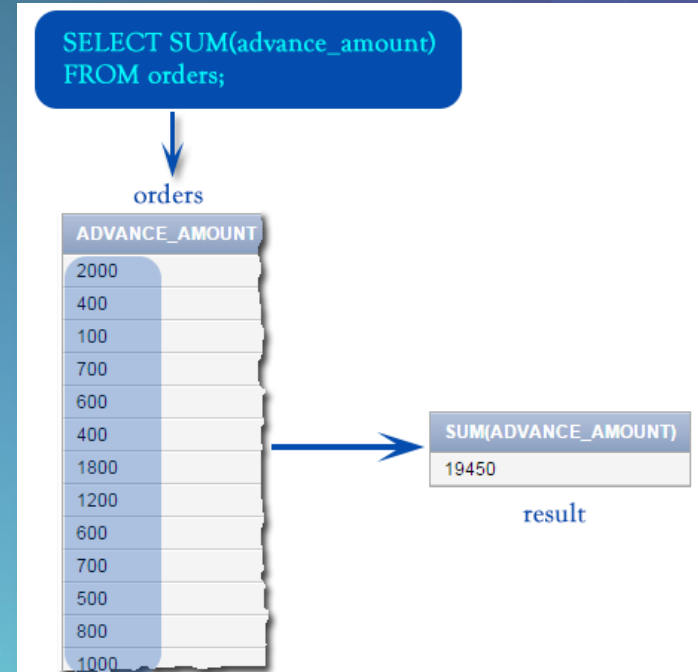 SELECT SUM(advance_amount)
FROM orders;
orders
ADVANCE_AMOUNT
2000
400
100
700
600
400
1800
1200
600
700
500
800
1000
SUM(ADVANCE_AMOUNT)
19450
result